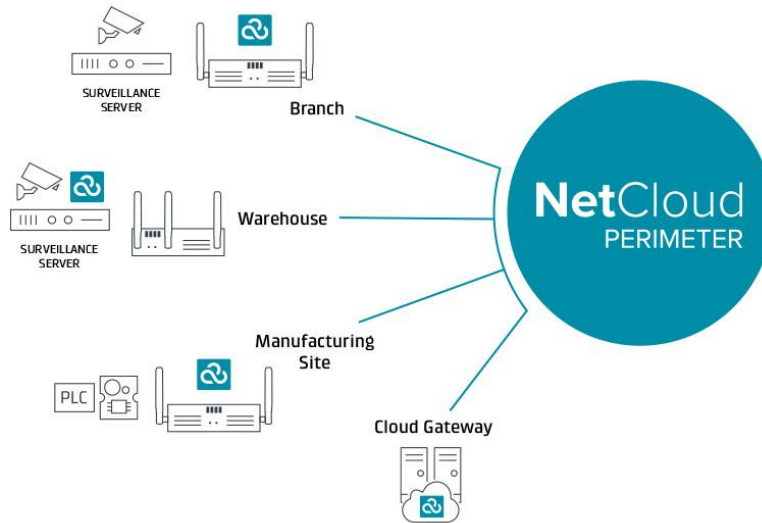 SURVEILLANCE
SERVER
Branch
SURVEILLANCE
SERVER
Warehouse
NetCloud
PERIMETER
Manufacturing
Site
PLC
Cloud Gateway